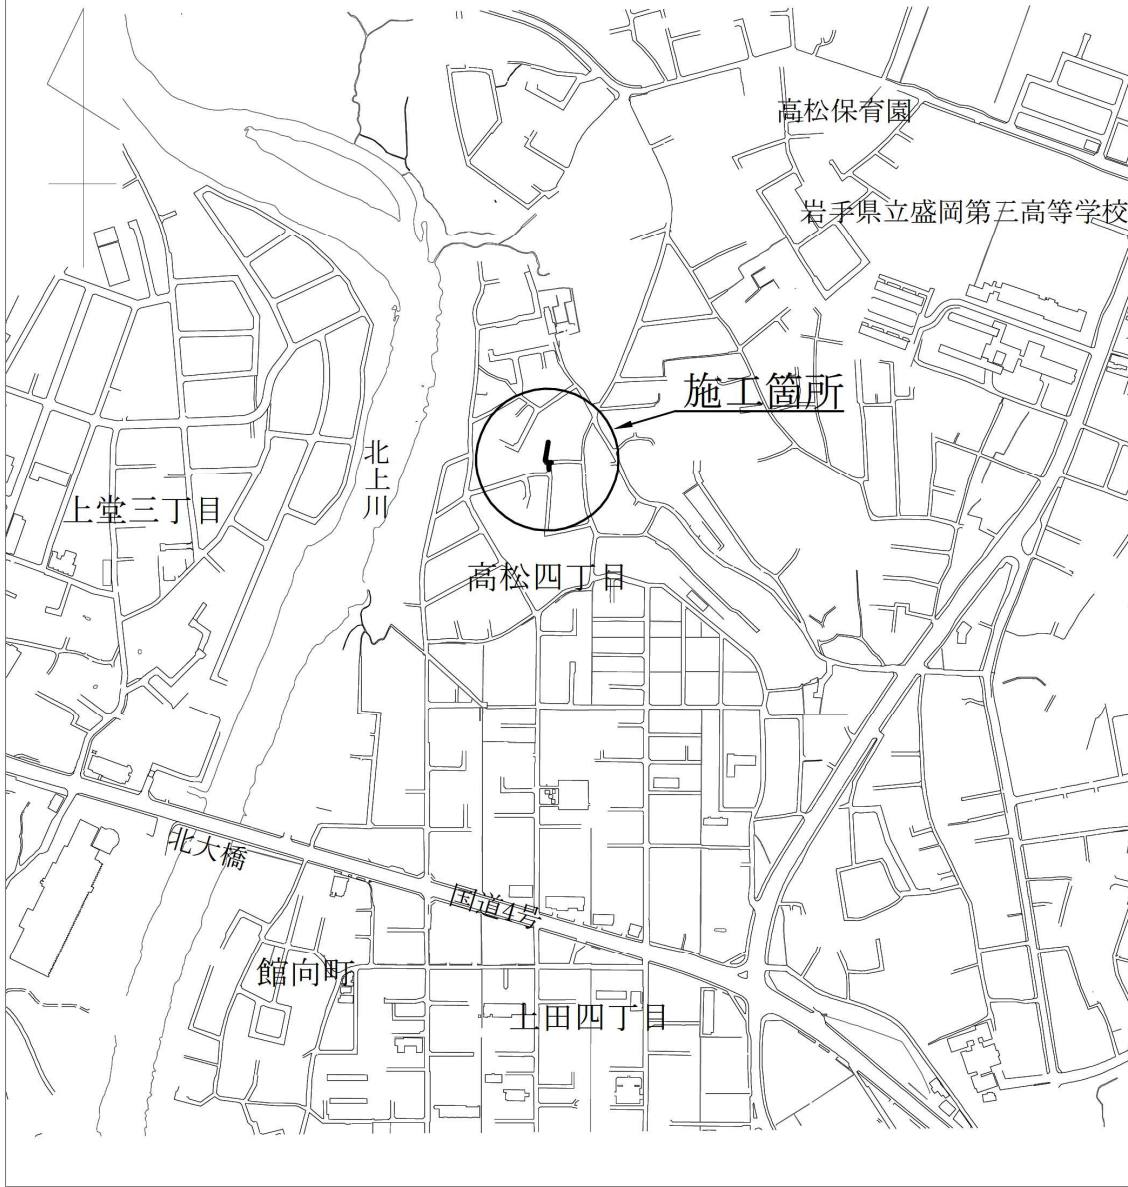 高松保育園
岩手県立盛岡第三高等学校
施工箇所
北上川
上堂三丁目
高松四丁目
北大橋
国道4号
館向町
上田四丁目